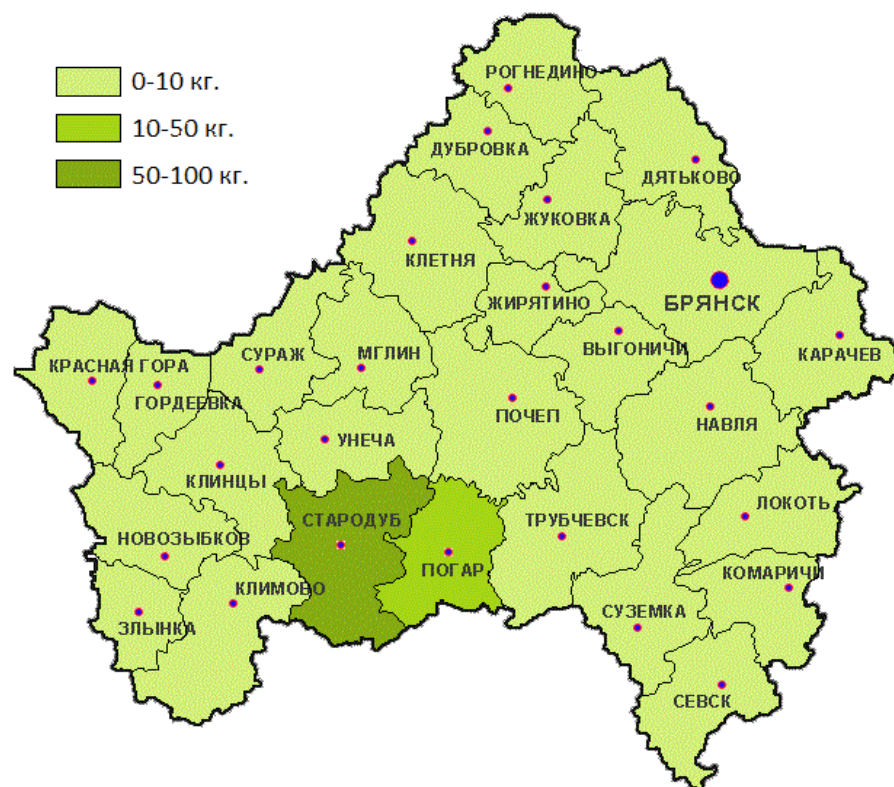 0-10 кг.
10-50 кг.
50-100 кг.
РОГНЕДИНО
ДУБРОВКА
ДЯТЬКОВО
ЖУКОВКА
КЛЕТНЯ
ЖИРЯТИНО
БРЯНСК
ВЫГОНИЧИ
КАРАЧЕВ
СУРАЖ
МГЛИН
КРАСНАЯ ГОРА
ГОРДЕЕВКА
ПОЧЕП
НАВЛЯ
УНЕЧА
КЛИНЦЫ
ЛОКОТЬ
СТАРОДУБ
ТРУБЧЕВСК
НОВОЗЫБКОВ
ПОГАР
КОМАРИЧИ
КЛИМОВО
СУЗЕМКА
ЗЛЫНКА
СЕВСК